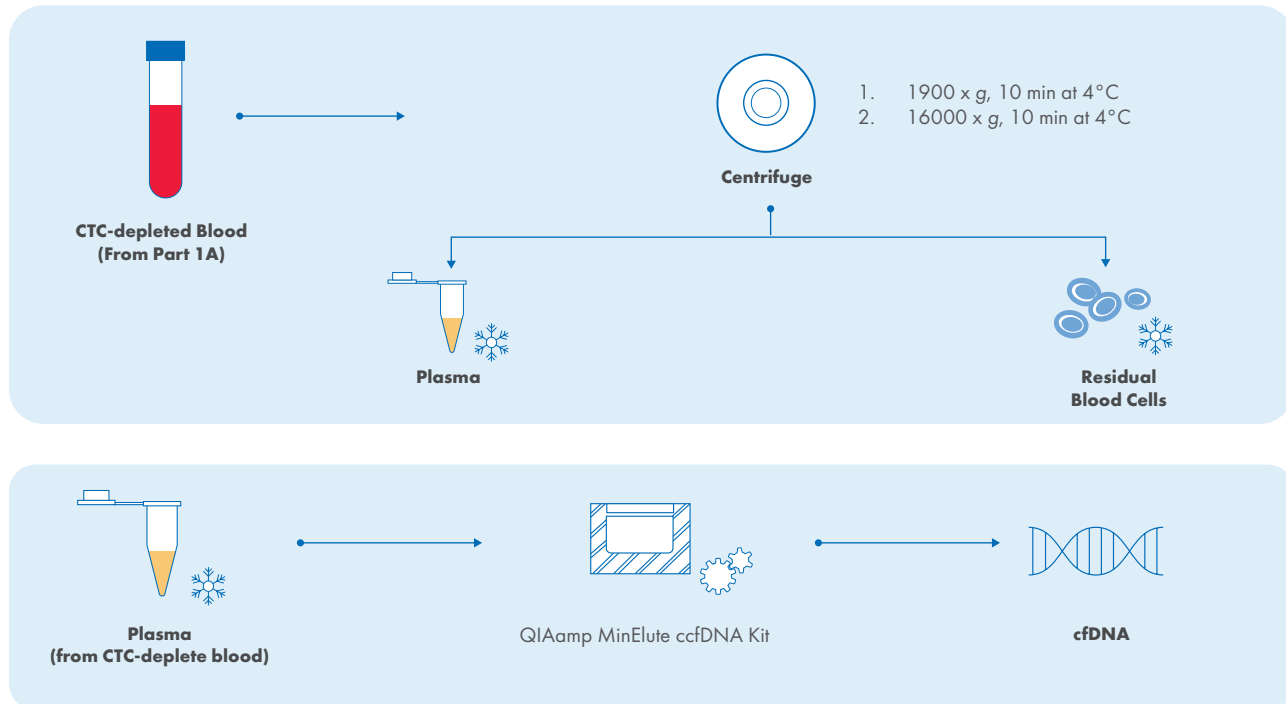 1. 1900 x g, 10 min at 4°C
2. 16000 x g, 10 min at 4°C
Centrifuge
CTC-depleted Blood
(From Part 1A)
Plasma
Residual
Blood Cells
Plasma
(from CTC-deplete blood)
QIAamp MinElute ccfDNA Kit
cfDNA